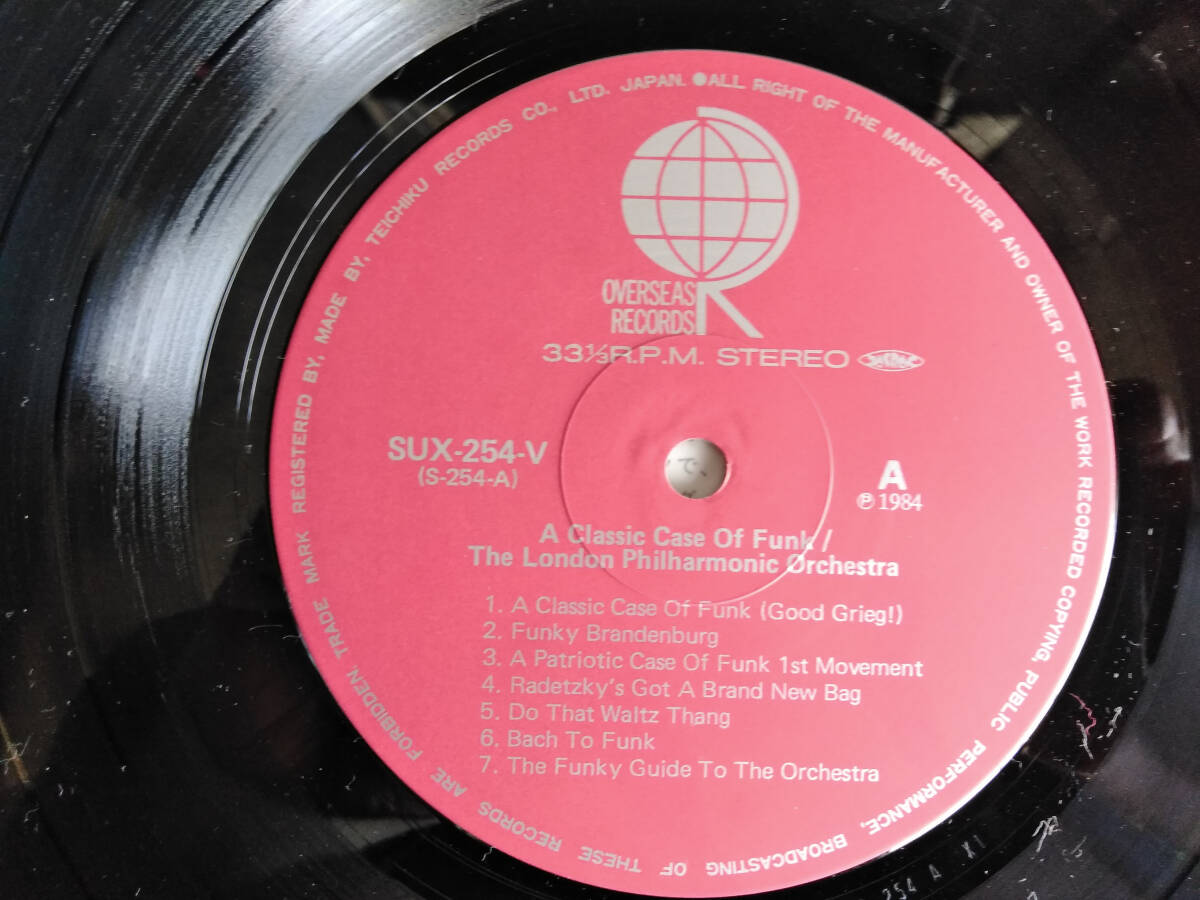 OVERSEAS
RECORDS
33⅓R.P.M. STEREO
SUX-254-V
(S-254-A)
A
℗ 1984
A Classic Case Of Funk /
The London Philharmonic Orchestra
1. A Classic Case Of Funk (Good Grieg!)
2. Funky Brandenburg
3. A Patriotic Case Of Funk 1st Movement
4. Radetzky's Got A Brand New Bag
5. Do That Waltz Thang
6. Bach To Funk
7. The Funky Guide To The Orchestra
●ALL RIGHT OF THE MANUFACTURER AND OWNER OF THE WORK RECORDED COPYING, PUBLIC PERFORMANCE, BROADCASTING OF THESE RECORDS ARE FORBIDDEN, TRADE MARK REGISTERED BY, MADE BY, TEICHIKU RECORDS CO., LTD. JAPAN.
254 A X1
で、